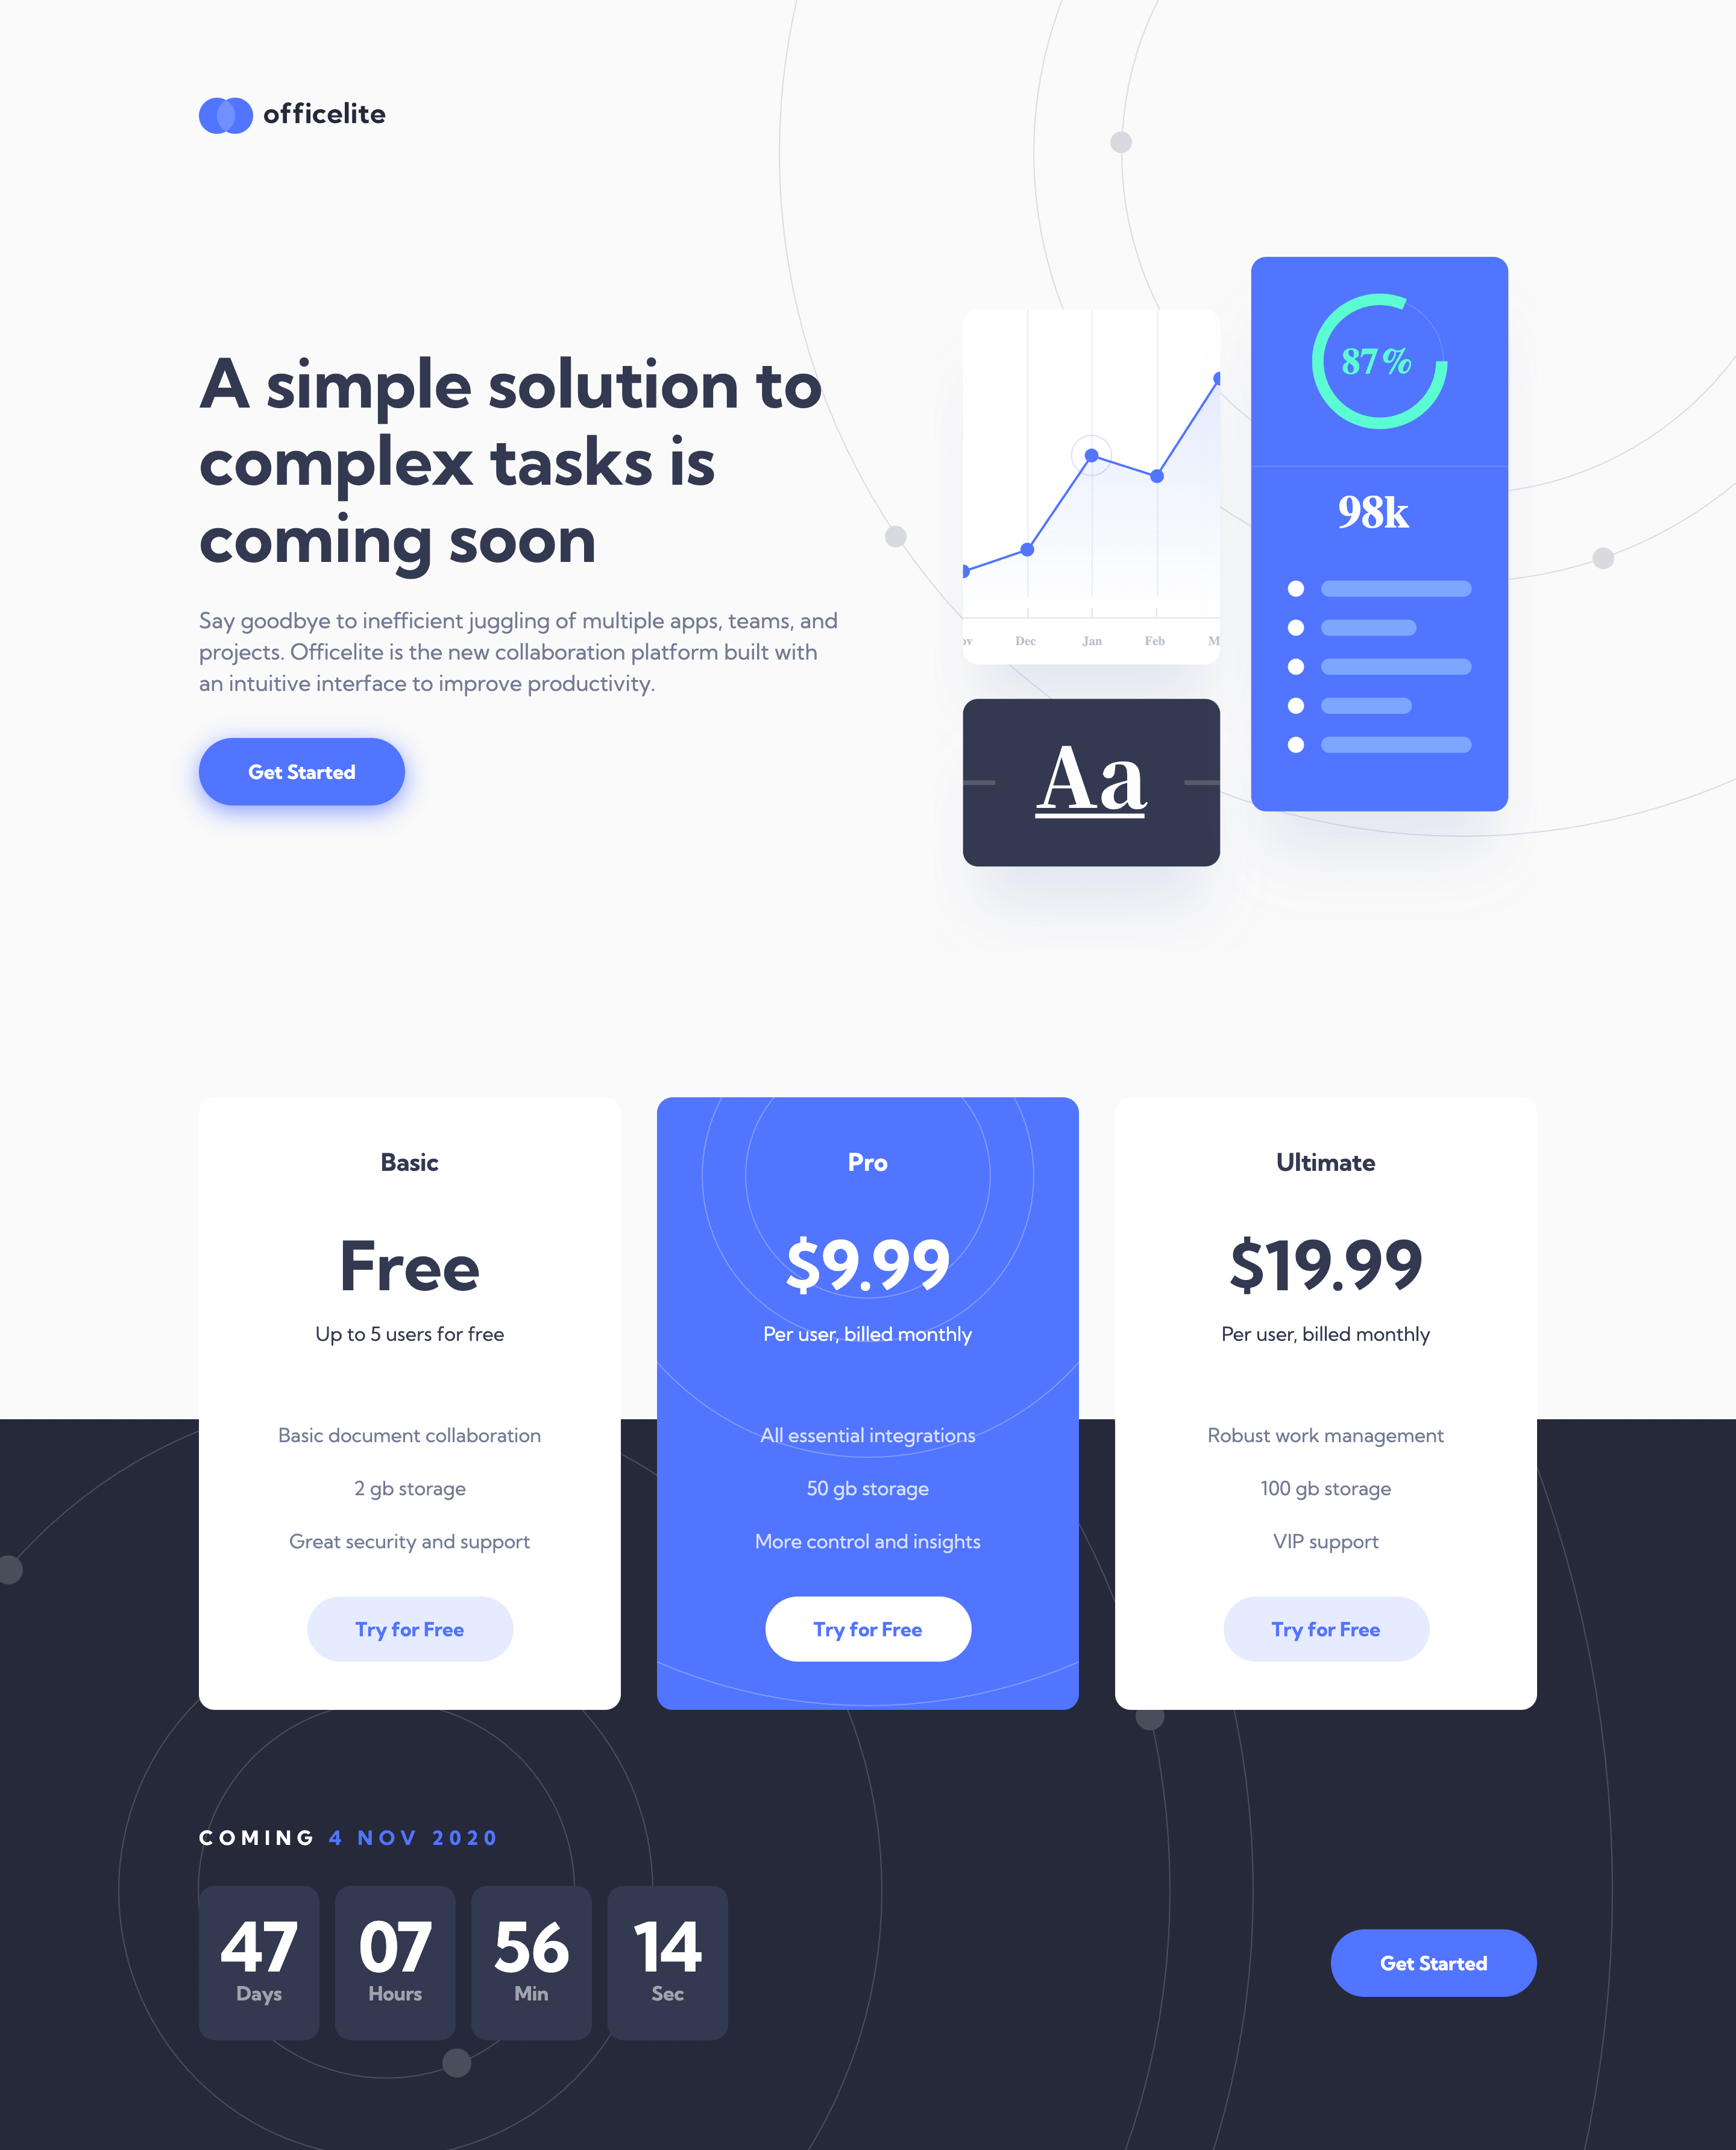 officelite
A simple solution to
complex tasks is
coming soon
Say goodbye to inefficient juggling of multiple apps, teams, and
projects. Officelite is the new collaboration platform built with
an intuitive interface to improve productivity.
Get Started
ov Dec Jan Feb M
Aa
87%
98k
Basic
Free
Up to 5 users for free
Basic document collaboration
2 gb storage
Great security and support
Try for Free
Pro
$9.99
Per user, billed monthly
All essential integrations
50 gb storage
More control and insights
Try for Free
Ultimate
$19.99
Per user, billed monthly
Robust work management
100 gb storage
VIP support
Try for Free
COMING 4 NOV 2020
47 07 56 14
Days Hours Min Sec
Get Started